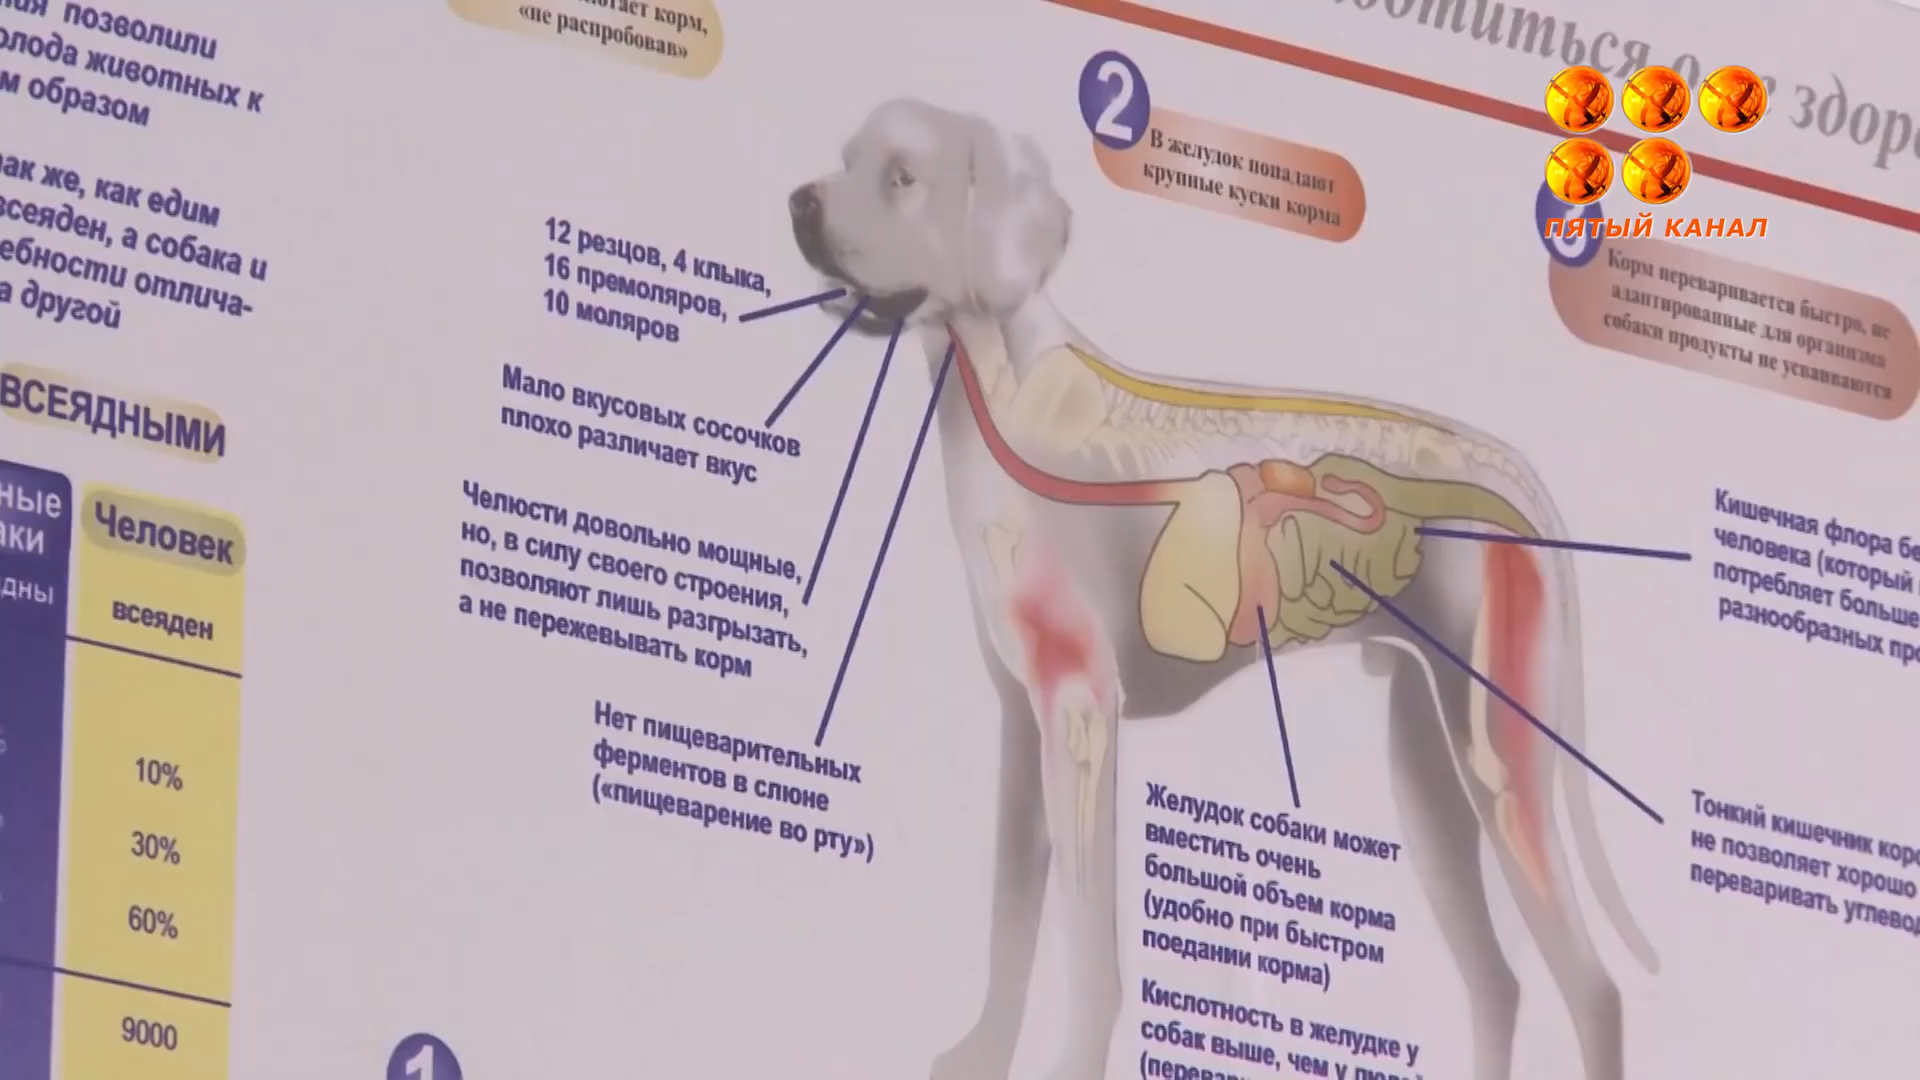 позволили
животных к
м образом
же, как едим
всеяден, а собака и
отлича-
а другой
ВСЕЯДНЫМИ
Человек
всеяден
10%
30%
60%
9000
корм,
«не распробовав»
12 резцов, 4 клыка,
16 премоляров,
10 моляров
Мало вкусовых сосочков
плохо различает вкус
Челюсти довольно мощные,
но, в силу своего строения,
позволяют лишь разгрызать,
а не пережевывать корм
Нет пищеварительных
ферментов в слюне
(«пищеварение во рту»)
1
2
В желудок попадают
крупные куски корма
3
Корм переваривается быстро, не
адаптированные для организма
собаки продукты не усваиваются
ПЯТЫЙ КАНАЛ
Кишечная флора
человека (который
потребляет больше
разнообразных
Тонкий кишечник
не позволяет хорошо
переваривать
Желудок собаки может
вместить очень
большой объем корма
(удобно при быстром
поедании корма)
Кислотность в желудке у
собак выше, чем у